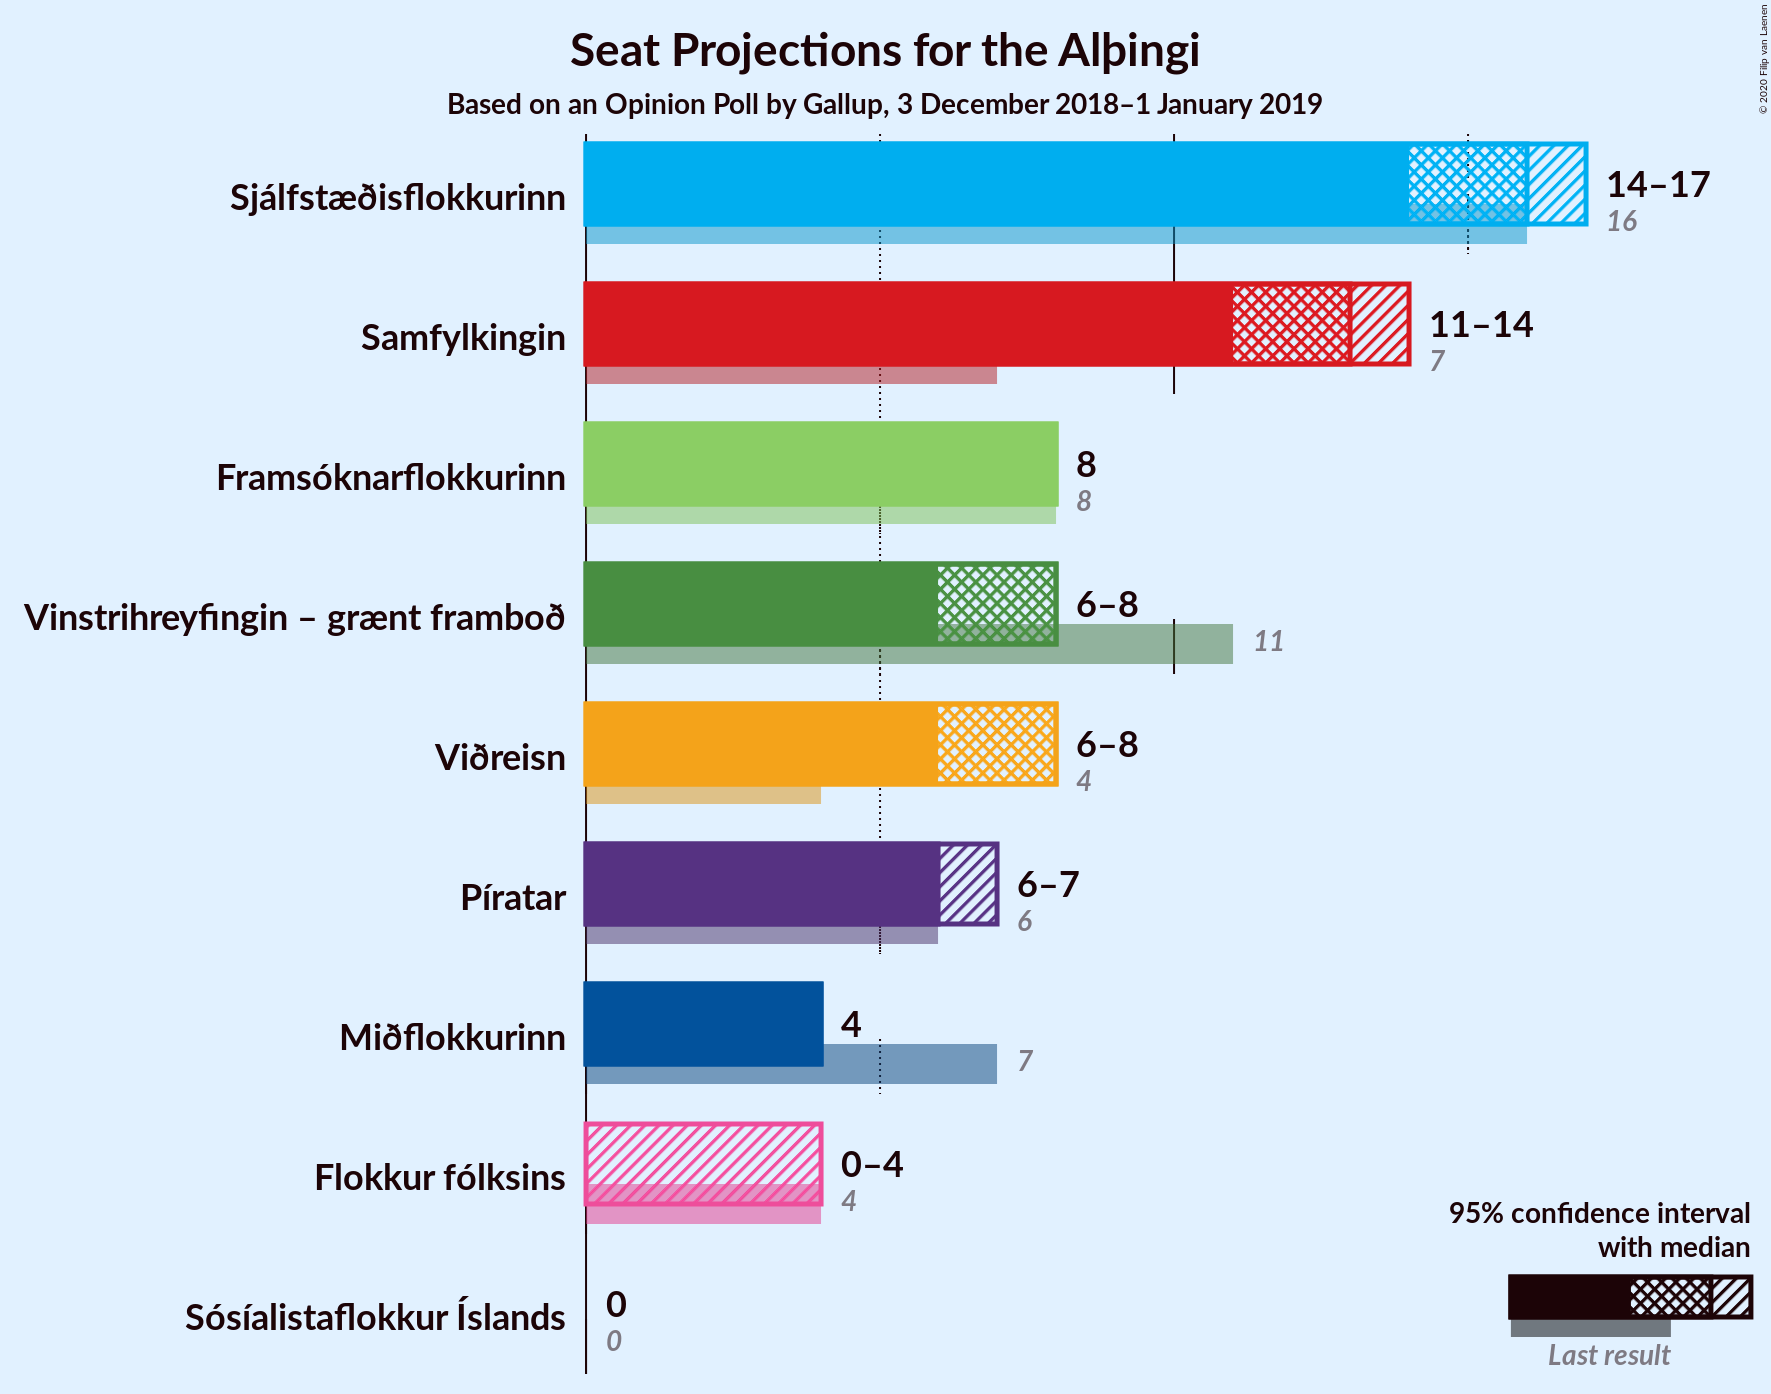 Seat Projections for the Alþingi
Based on an Opinion Poll by Gallup, 3 December 2018–1 January 2019
© 2020 Filip van Laenen
Sjálfstæðisflokkurinn
14–17
16
Samfylkingin
11–14
7
Framsóknarflokkurinn
8
8
Vinstrihreyfingin – grænt framboð
6–8
11
Viðreisn
6–8
4
Píratar
6–7
6
Miðflokkurinn
4
7
Flokkur fólksins
0–4
4
Sósíalistaflokkur Íslands
0
0
95% confidence interval
with median
Last result